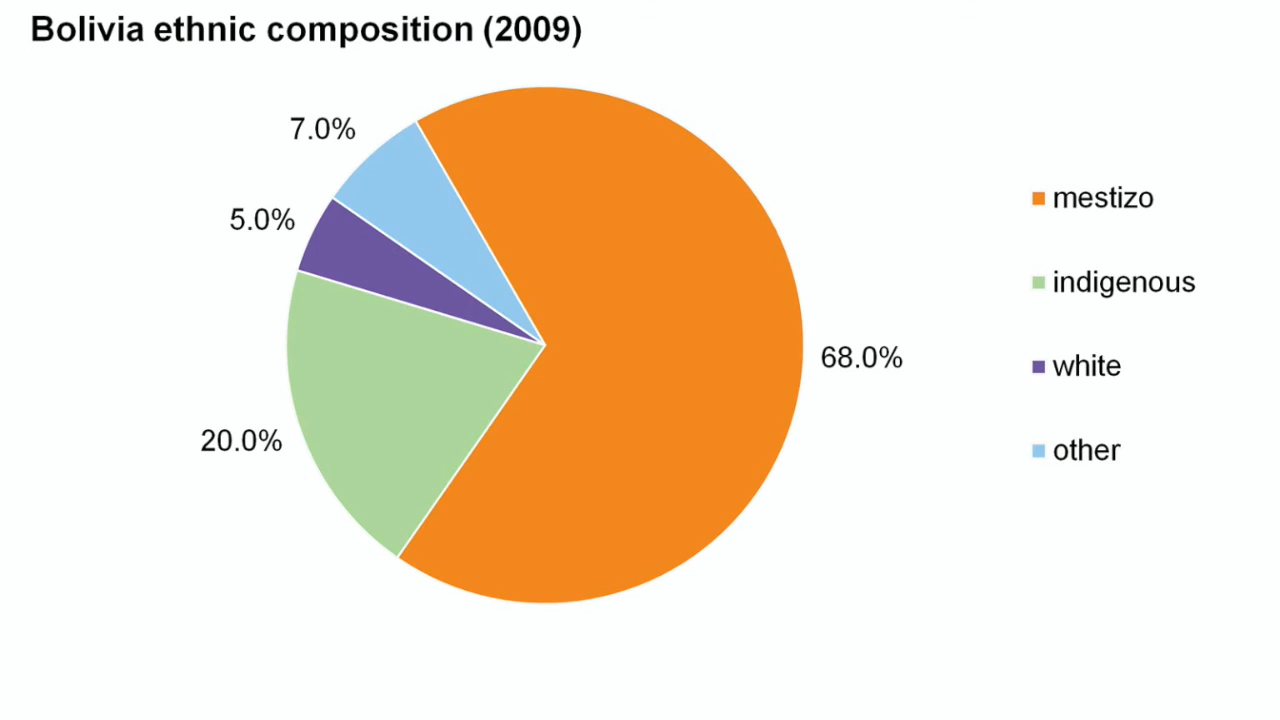 Bolivia ethnic composition (2009)
7.0%
5.0%
20.0%
68.0%
mestizo
indigenous
white
other